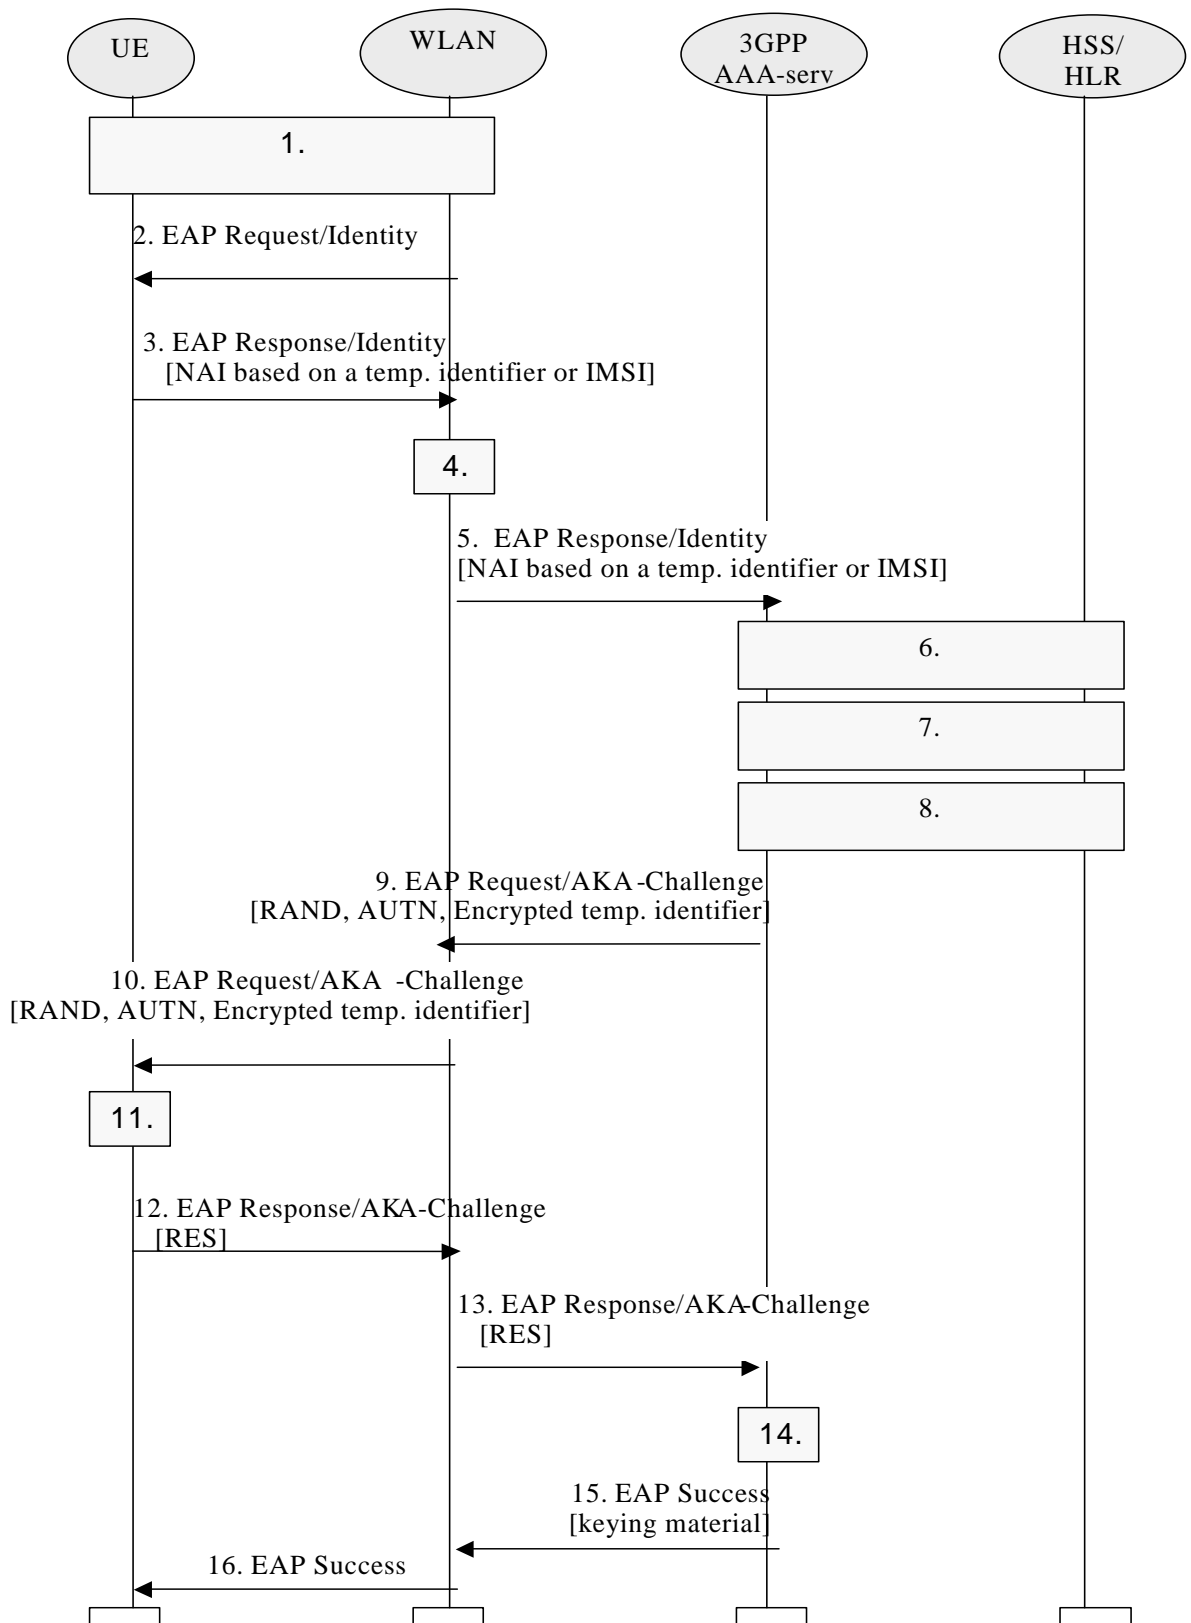 UE
WLAN
3GPP
AAA-serv
HSS/
HLR
1.
2. EAP Request/Identity
3. EAP Response/Identity
[NAI based on a temp. identifier or IMSI]
4.
5. EAP Response/Identity
[NAI based on a temp. identifier or IMSI]
6.
7.
8.
9. EAP Request/AKA-Challenge
[RAND, AUTN, Encrypted temp. identifier]
10. EAP Request/AKA -Challenge
[RAND, AUTN, Encrypted temp. identifier]
11.
12. EAP Response/AKA-Challenge
[RES]
13. EAP Response/AKA-Challenge
[RES]
14.
15. EAP Success
[keying material]
16. EAP Success